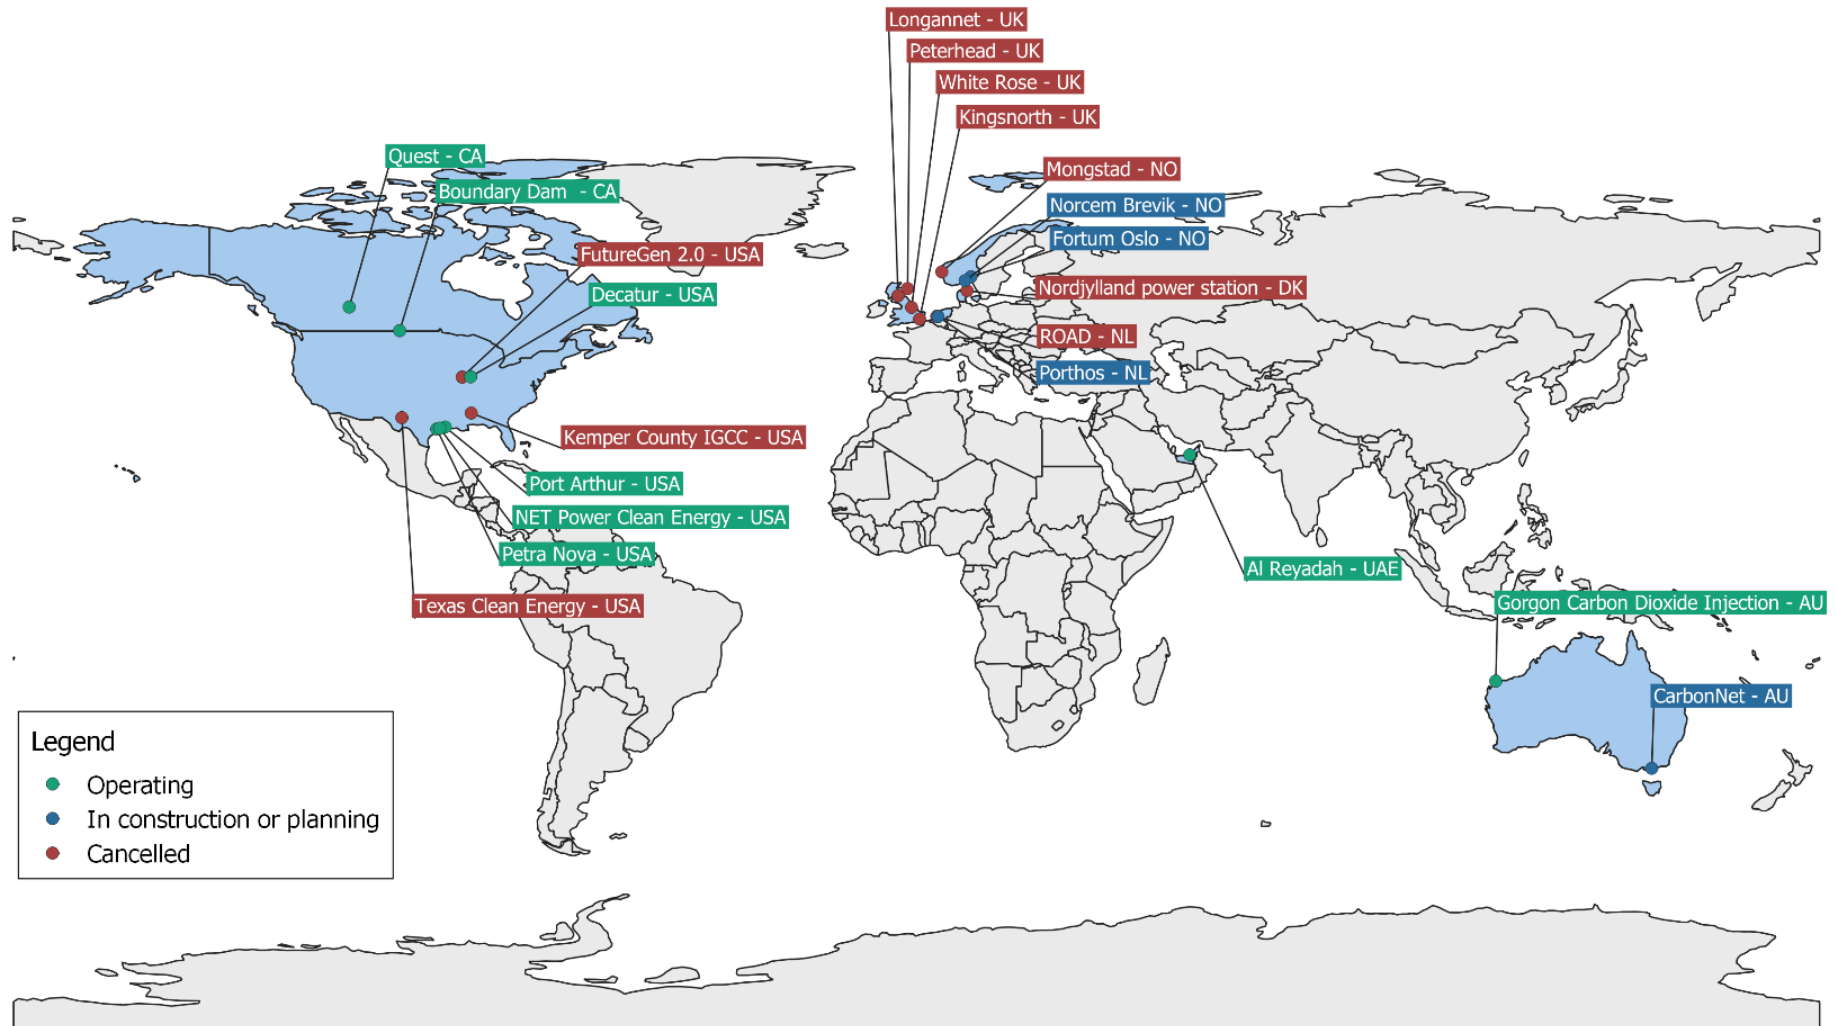 Longannet - UK
Peterhead - UK
White Rose - UK
Kingsnorth - UK
Quest - CA
Boundary Dam - CA
Mongstad - NO
Norcem Brevik - NO
Fortum Oslo - NO
FutureGen 2.0 - USA
Decatur - USA
Nordjylland power station - DK
ROAD - NL
Porthos - NL
Kemper County IGCC - USA
Port Arthur - USA
NET Power Clean Energy - USA
Petra Nova - USA
Al Reyadah - UAE
Texas Clean Energy - USA
Gorgon Carbon Dioxide Injection - AU
CarbonNet - AU
Legend
Operating
In construction or planning
Cancelled